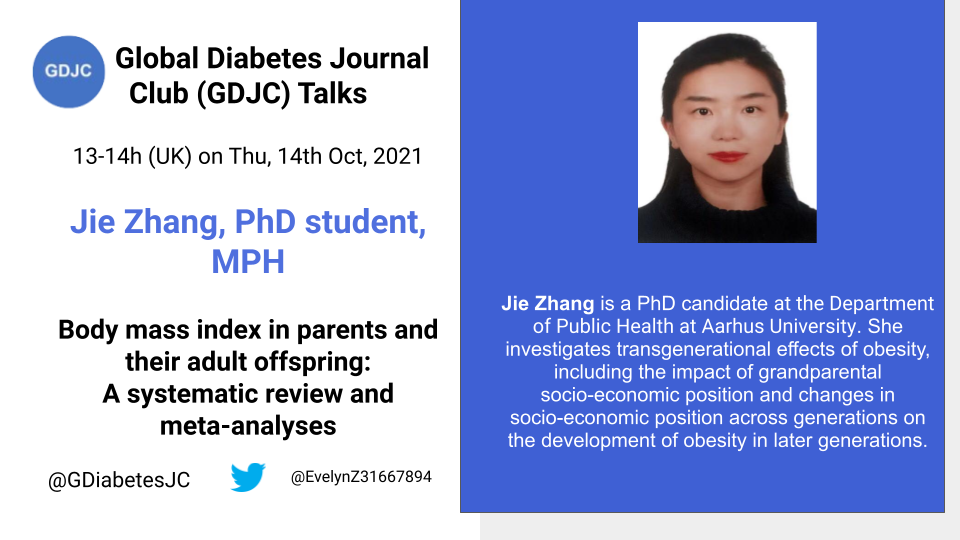 GDJC
Global Diabetes Journal
Club (GDJC) Talks
13-14h (UK) on Thu, 14th Oct, 2021
Jie Zhang, PhD student,
MPH
Body mass index in parents and
their adult offspring:
A systematic review and
meta-analyses
@GDiabetesJC
@EvelynZ31667894
Jie Zhang is a PhD candidate at the Department
of Public Health at Aarhus University. She
investigates transgenerational effects of obesity,
including the impact of grandparental
socio-economic position and changes in
socio-economic position across generations on
the development of obesity in later generations.